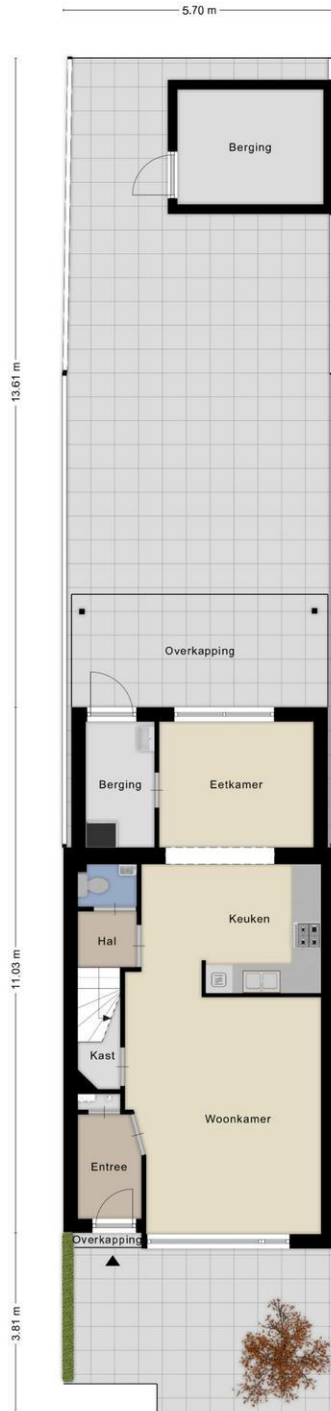 5.70 m
Berging
13.61 m
Overkapping
Berging
Eetkamer
Keuken
Hal
11.03 m
Kast
Woonkamer
Entree
Overkapping
3.81 m